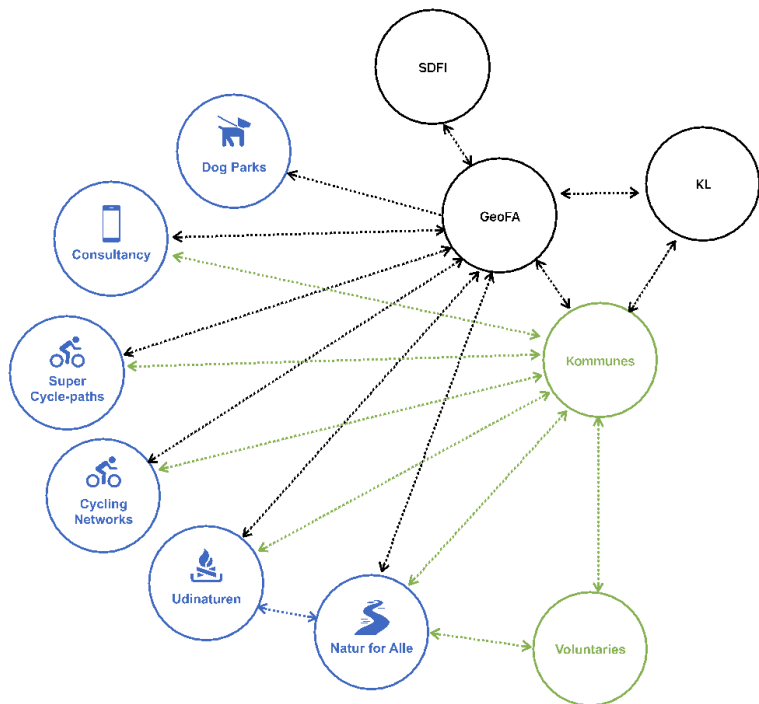 SDFI
Dog Parks
KL
GeoFA
Consultancy
Kommunes
Super
Cycle-paths
Cycling
Networks
Udinaturen
Natur for Alle
Voluntaries